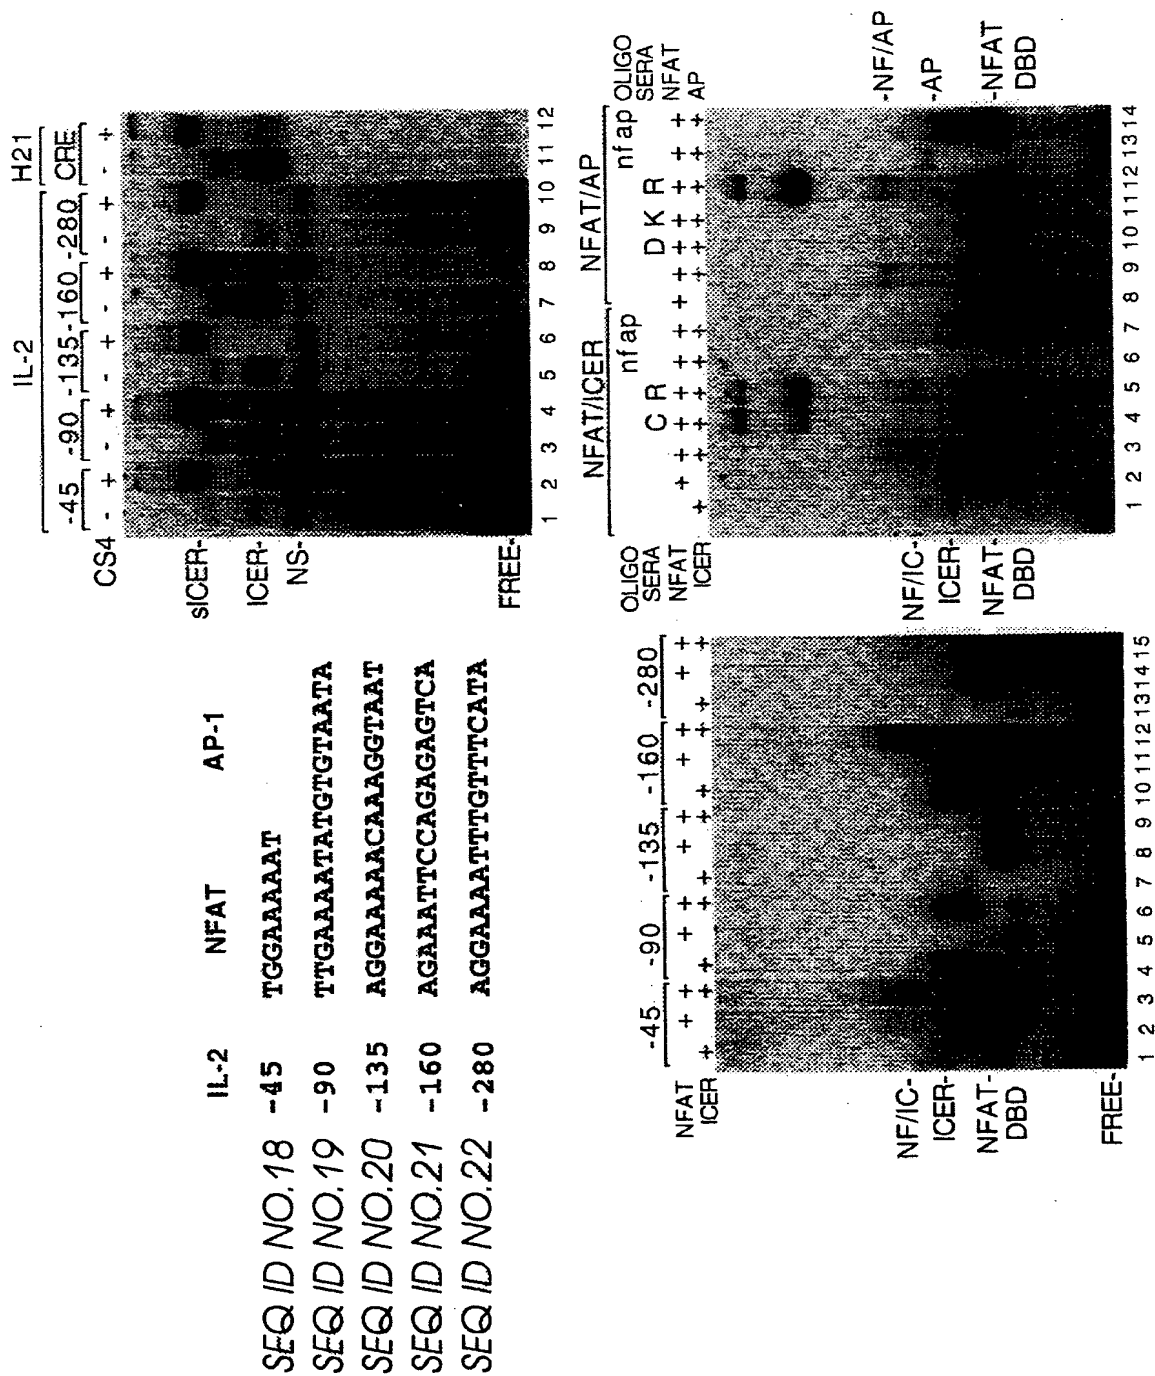 IL-2 NFAT AP-1
SEQ ID NO.18 -45 TGGAAAAT
SEQ ID NO.19 -90 TTGAAAATATGTGTAATA
SEQ ID NO.20 -135 AGGAAAAACAAAGGTAAT
SEQ ID NO.21 -160 AGAAATTCCAGAGAGTCA
SEQ ID NO.22 -280 AGGAAAATTTGTTTCATA
IL-2 H21
-45 -90 -135 -160 -280 CRE
CS4 - + - + - + - + - + - +
sICER-
ICER-
NS-
FREE-
1 2 3 4 5 6 7 8 9 10 11 12
-45 -90 -135 -160 -280
NFAT + + + + + + + + + +
ICER + + + + + + + + + +
NF/IC-
ICER-
NFAT-
DBD
FREE-
1 2 3 4 5 6 7 8 9 10 11 12 13 14 15
NFAT/ICER NFAT/AP
OLIGO nf ap nf ap OLIGO
SERA C R D K R SERA
NFAT + + + + + + + + + + + + + NFAT
ICER + + + + + + + + + + + + AP
NF/IC-
ICER-
NFAT-
DBD
-NF/AP
-AP
-NFAT
DBD
1 2 3 4 5 6 7 8 9 10 11 12 13 14